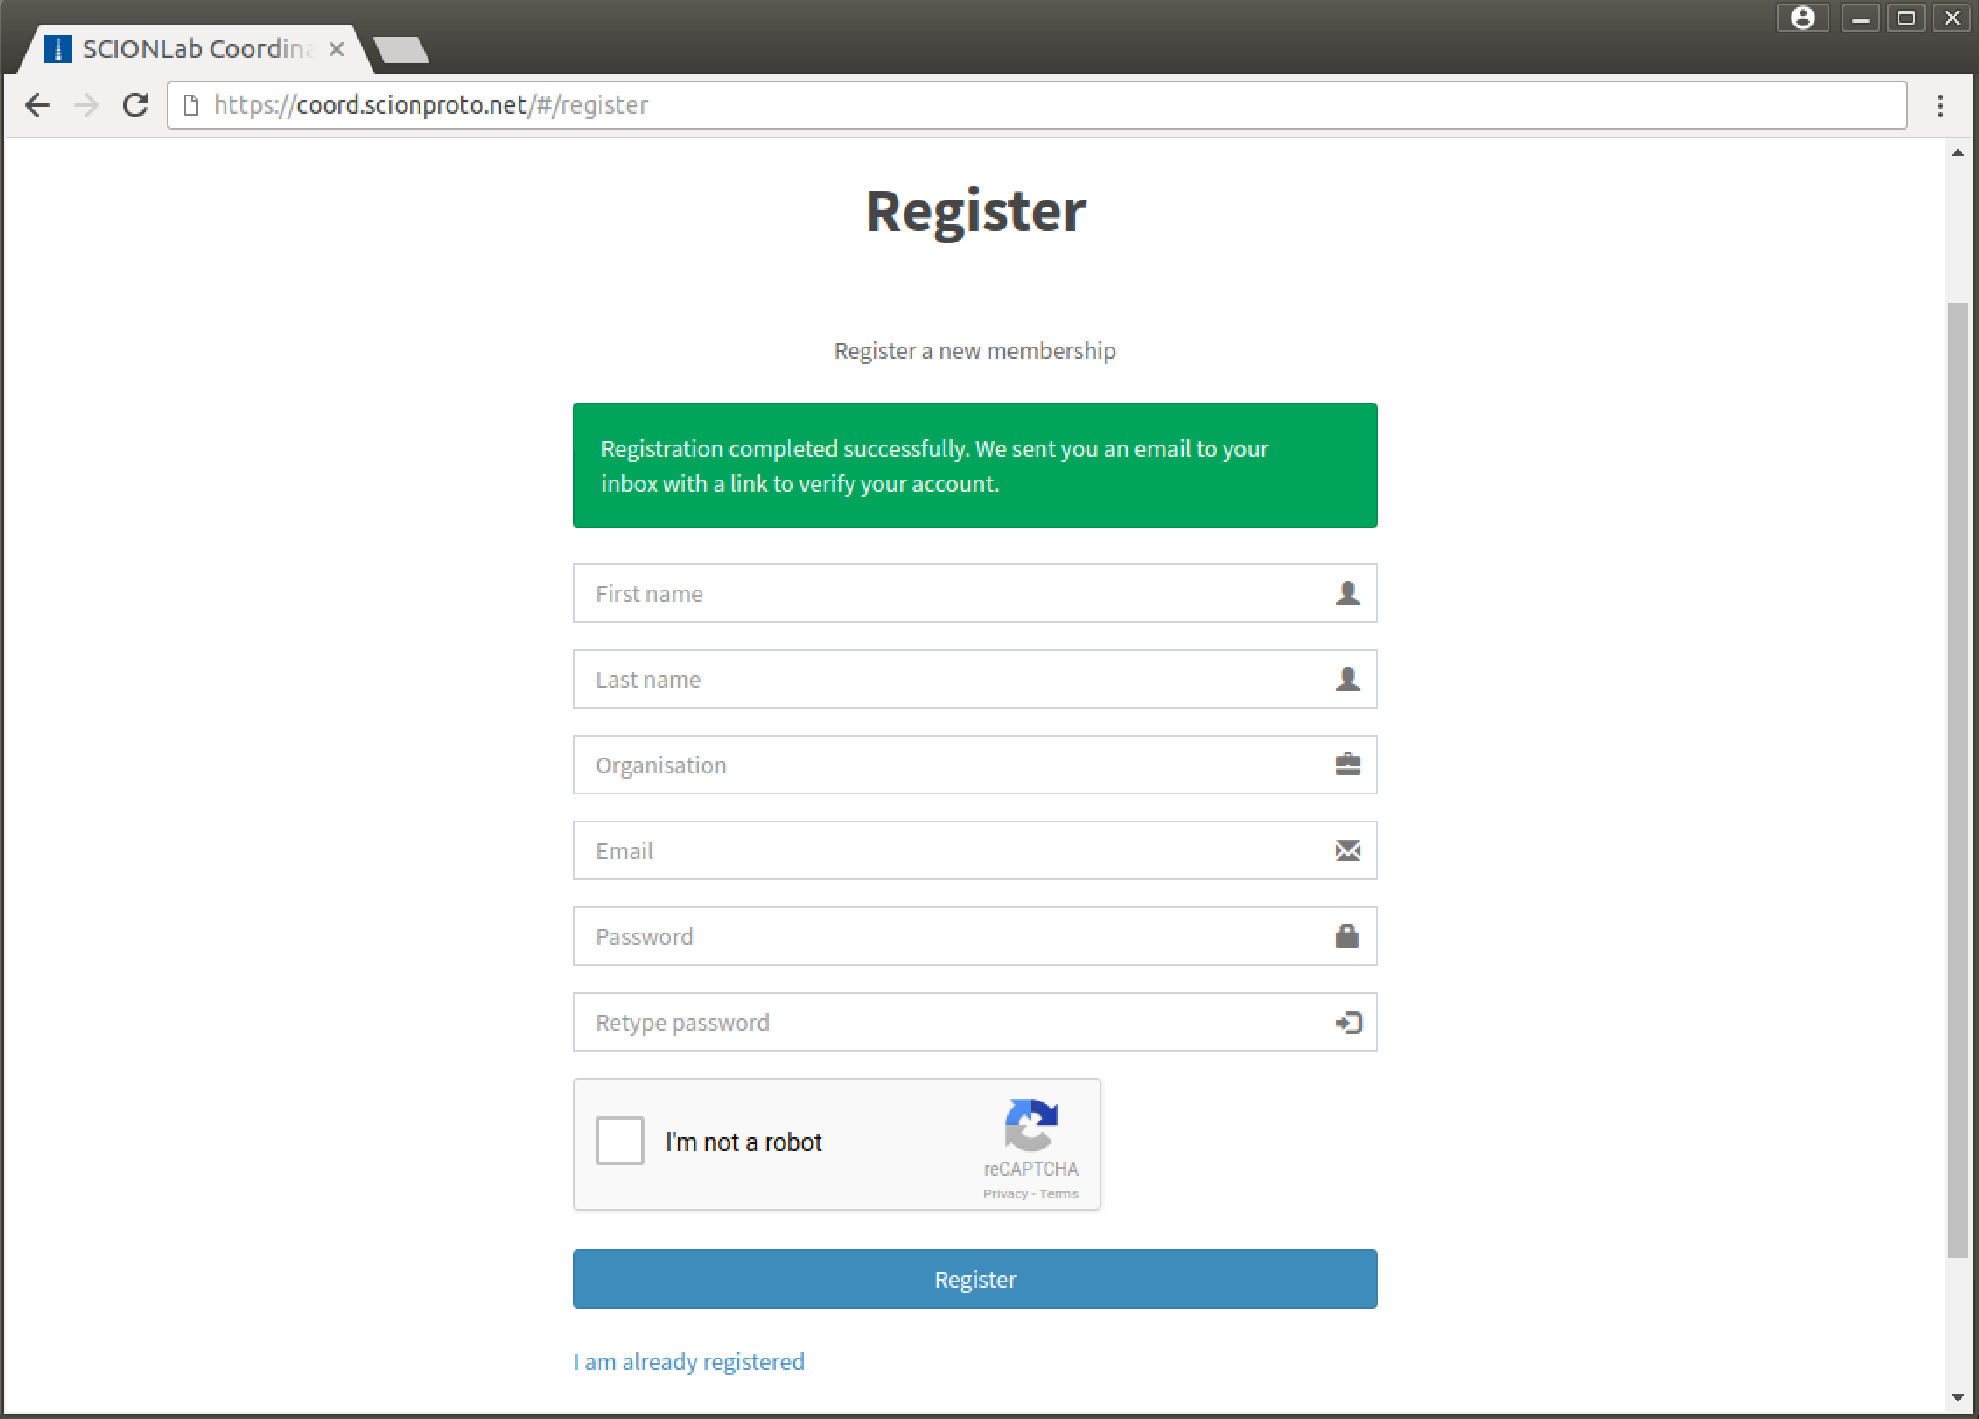 SCIONLab Coordina
https://coord.scionproto.net/#/register
Register
Register a new membership
Registration completed successfully. We sent you an email to your
inbox with a link to verify your account.
First name
Last name
Organisation
Email
Password
Retype password
I'm not a robot
reCAPTCHA
Privacy - Terms
Register
I am already registered